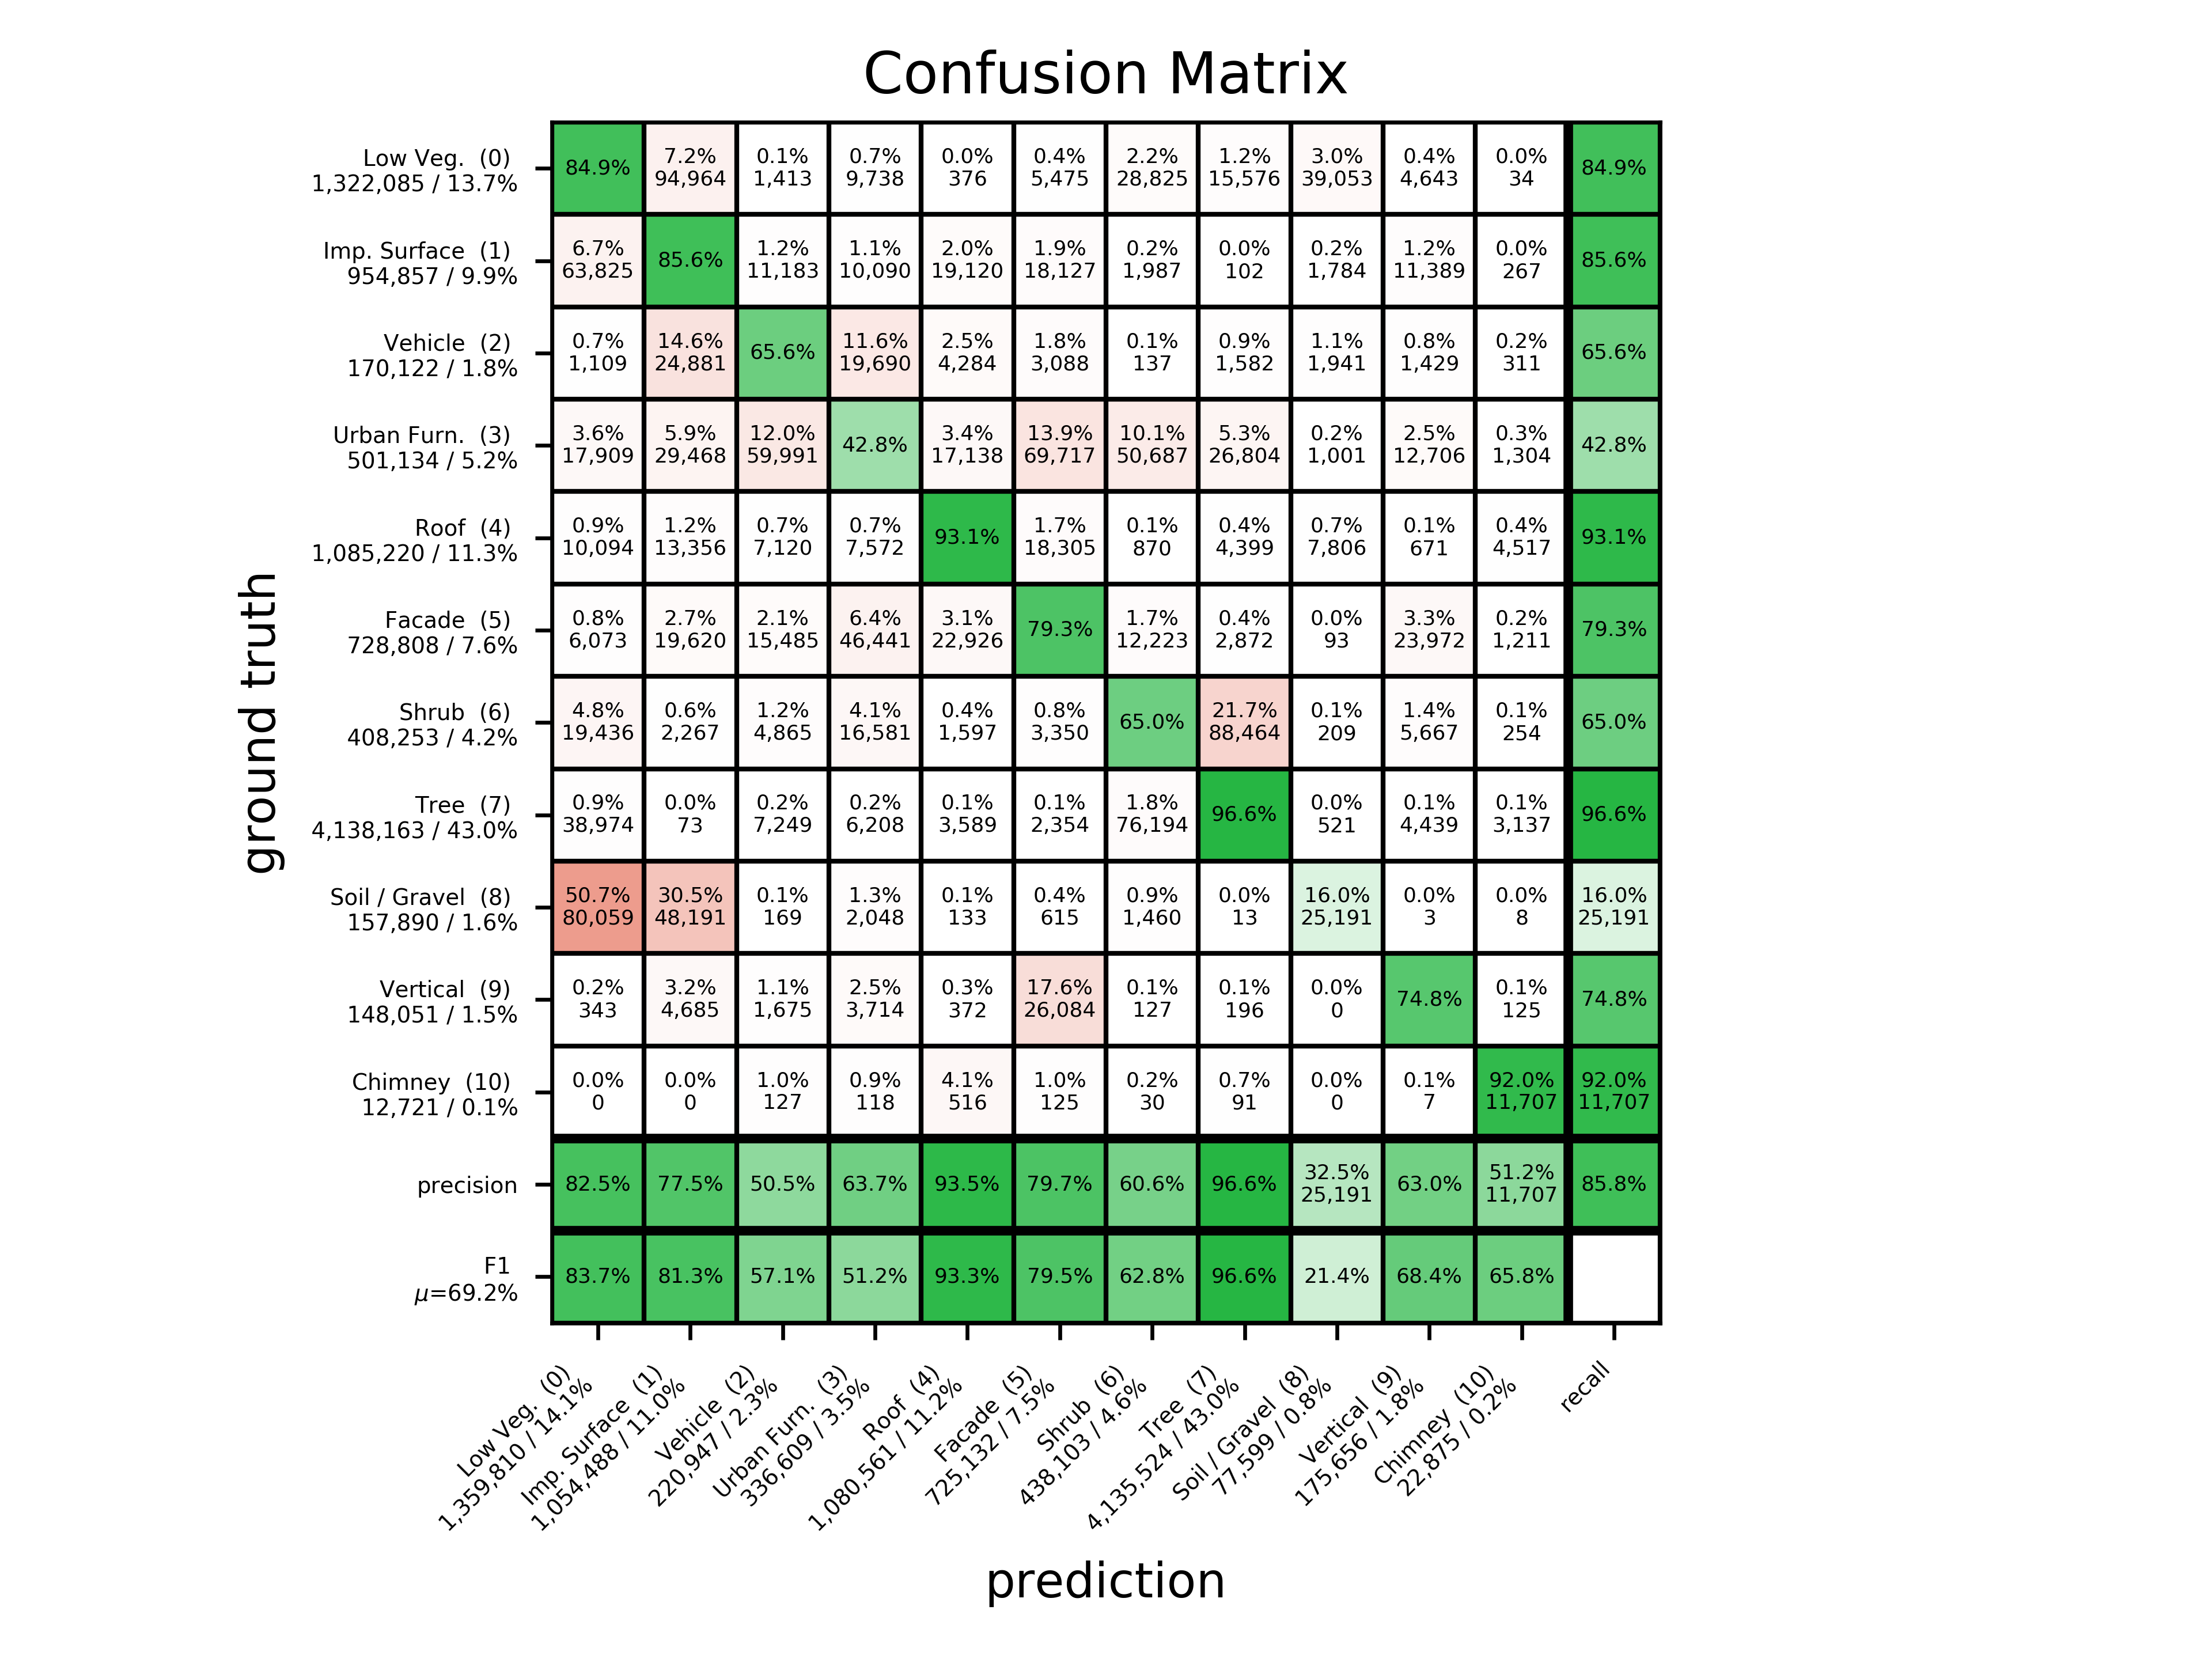 Confusion Matrix
ground truth
Low Veg. (0)
1,322,085 / 13.7%
84.9% 7.2% 0.1% 0.7% 0.0% 0.4% 2.2% 1.2% 3.0% 0.4% 0.0% 84.9%
94,964 1,413 9,738 376 5,475 28,825 15,576 39,053 4,643 34
Imp. Surface (1)
954,857 / 9.9%
6.7% 85.6% 1.2% 1.1% 2.0% 1.9% 0.2% 0.0% 0.2% 1.2% 0.0% 85.6%
63,825 11,183 10,090 19,120 18,127 1,987 102 1,784 11,389 267
Vehicle (2)
170,122 / 1.8%
0.7% 14.6% 65.6% 11.6% 2.5% 1.8% 0.1% 0.9% 1.1% 0.8% 0.2% 65.6%
1,109 24,881 19,690 4,284 3,088 137 1,582 1,941 1,429 311
Urban Furn. (3)
501,134 / 5.2%
3.6% 5.9% 12.0% 42.8% 3.4% 13.9% 10.1% 5.3% 0.2% 2.5% 0.3% 42.8%
17,909 29,468 59,991 17,138 69,717 50,687 26,804 1,001 12,706 1,304
Roof (4)
1,085,220 / 11.3%
0.9% 1.2% 0.7% 0.7% 93.1% 1.7% 0.1% 0.4% 0.7% 0.1% 0.4% 93.1%
10,094 13,356 7,120 7,572 18,305 870 4,399 7,806 671 4,517
Facade (5)
728,808 / 7.6%
0.8% 2.7% 2.1% 6.4% 3.1% 79.3% 1.7% 0.4% 0.0% 3.3% 0.2% 79.3%
6,073 19,620 15,485 46,441 22,926 12,223 2,872 93 23,972 1,211
Shrub (6)
408,253 / 4.2%
4.8% 0.6% 1.2% 4.1% 0.4% 0.8% 65.0% 21.7% 0.1% 1.4% 0.1% 65.0%
19,436 2,267 4,865 16,581 1,597 3,350 88,464 209 5,667 254
Tree (7)
4,138,163 / 43.0%
0.9% 0.0% 0.2% 0.2% 0.1% 0.1% 1.8% 96.6% 0.0% 0.1% 0.1% 96.6%
38,974 73 7,249 6,208 3,589 2,354 76,194 521 4,439 3,137
Soil / Gravel (8)
157,890 / 1.6%
50.7% 30.5% 0.1% 1.3% 0.1% 0.4% 0.9% 0.0% 16.0% 0.0% 0.0% 16.0%
80,059 48,191 169 2,048 133 615 1,460 13 25,191 3 8 25,191
Vertical (9)
148,051 / 1.5%
0.2% 3.2% 1.1% 2.5% 0.3% 17.6% 0.1% 0.1% 0.0% 74.8% 0.1% 74.8%
343 4,685 1,675 3,714 372 26,084 127 196 0 125
Chimney (10)
12,721 / 0.1%
0.0% 0.0% 1.0% 0.9% 4.1% 1.0% 0.2% 0.7% 0.0% 0.1% 92.0% 92.0%
0 0 127 118 516 125 30 91 0 7 11,707 11,707
precision
82.5% 77.5% 50.5% 63.7% 93.5% 79.7% 60.6% 96.6% 32.5% 63.0% 51.2% 85.8%
25,191 11,707
F1
μ=69.2%
83.7% 81.3% 57.1% 51.2% 93.3% 79.5% 62.8% 96.6% 21.4% 68.4% 65.8%
Low Veg. (0)
1,359,810 / 14.1%
Imp. Surface (1)
1,054,488 / 11.0%
Vehicle (2)
220,947 / 2.3%
Urban Furn. (3)
336,609 / 3.5%
Roof (4)
1,080,561 / 11.2%
Facade (5)
725,132 / 7.5%
Shrub (6)
438,103 / 4.6%
Tree (7)
4,135,524 / 43.0%
Soil / Gravel (8)
77,599 / 0.8%
Vertical (9)
175,656 / 1.8%
Chimney (10)
22,875 / 0.2%
recall
prediction